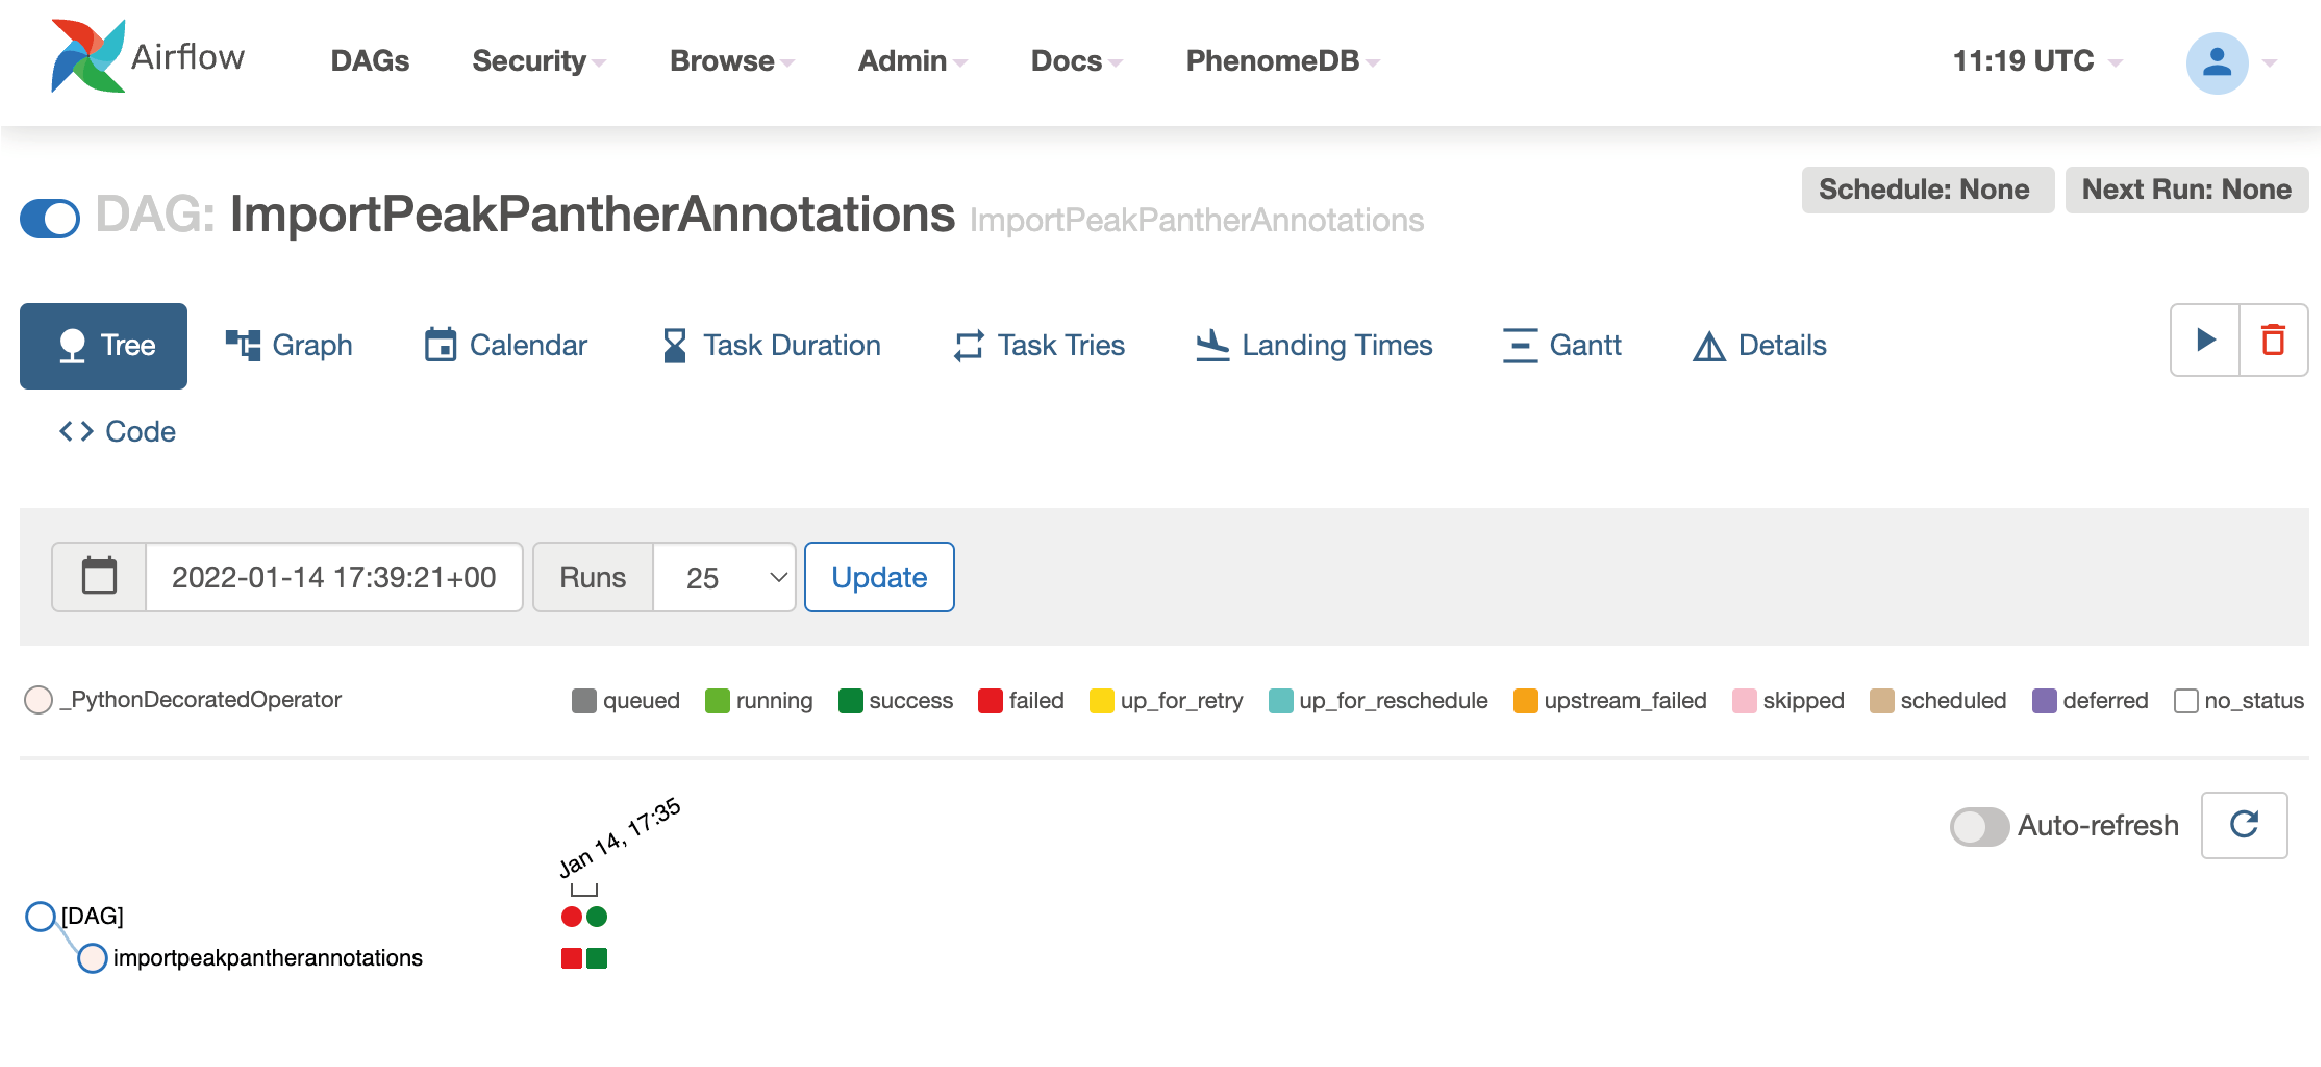 Airflow DAGs Security Browse Admin Docs PhenomeDB 11:19 UTC
Schedule: None Next Run: None
DAG: ImportPeakPantherAnnotations ImportPeakPantherAnnotations
Tree Graph Calendar Task Duration Task Tries Landing Times Gantt Details
<> Code
2022-01-14 17:39:21+00 Runs 25 Update
_PythonDecoratedOperator queued running success failed up_for_retry up_for_reschedule upstream_failed skipped scheduled deferred no_status
Jan 14, 17:35
Auto-refresh
[DAG]
importpeakpantherannotations